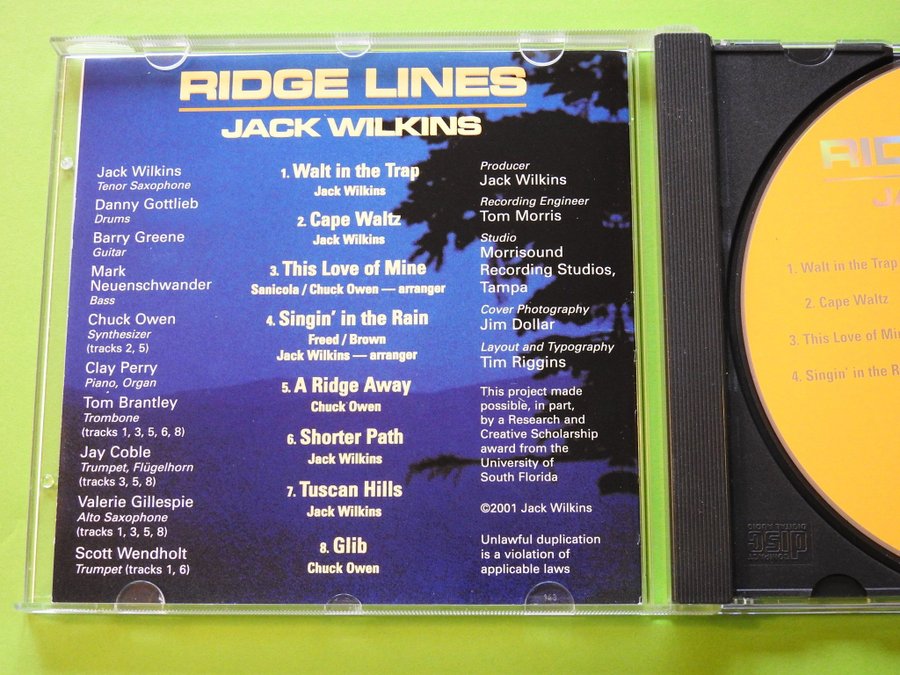 RIDGE LINES
JACK WILKINS
Jack Wilkins
Tenor Saxophone
Danny Gottlieb
Drums
Barry Greene
Guitar
Mark
Neuenschwander
Bass
Chuck Owen
Synthesizer
(tracks 2, 5)
Clay Perry
Piano, Organ
Tom Brantley
Trombone
(tracks 1, 3, 5, 6, 8)
Jay Coble
Trumpet, Flügelhorn
(tracks 3, 5, 8)
Valerie Gillespie
Alto Saxophone
(tracks 1, 3, 5, 8)
Scott Wendholt
Trumpet (tracks 1, 6)
1. Walt in the Trap
Jack Wilkins
2. Cape Waltz
Jack Wilkins
3. This Love of Mine
Sanicola / Chuck Owen — arranger
4. Singin' in the Rain
Freed / Brown
Jack Wilkins — arranger
5. A Ridge Away
Chuck Owen
6. Shorter Path
Jack Wilkins
7. Tuscan Hills
Jack Wilkins
8. Glib
Chuck Owen
Producer
Jack Wilkins
Recording Engineer
Tom Morris
Studio
Morrisound
Recording Studios,
Tampa
Cover Photography
Jim Dollar
Layout and Typography
Tim Riggins
This project made
possible, in part,
by a Research and
Creative Scholarship
award from the
University of
South Florida
©2001 Jack Wilkins
Unlawful duplication
is a violation of
applicable laws
RID
JA
1. Walt in the Trap
2. Cape Waltz
3. This Love of Mi
4. Singin' in the R
COMPACT
disc
DIGITAL AUDIO